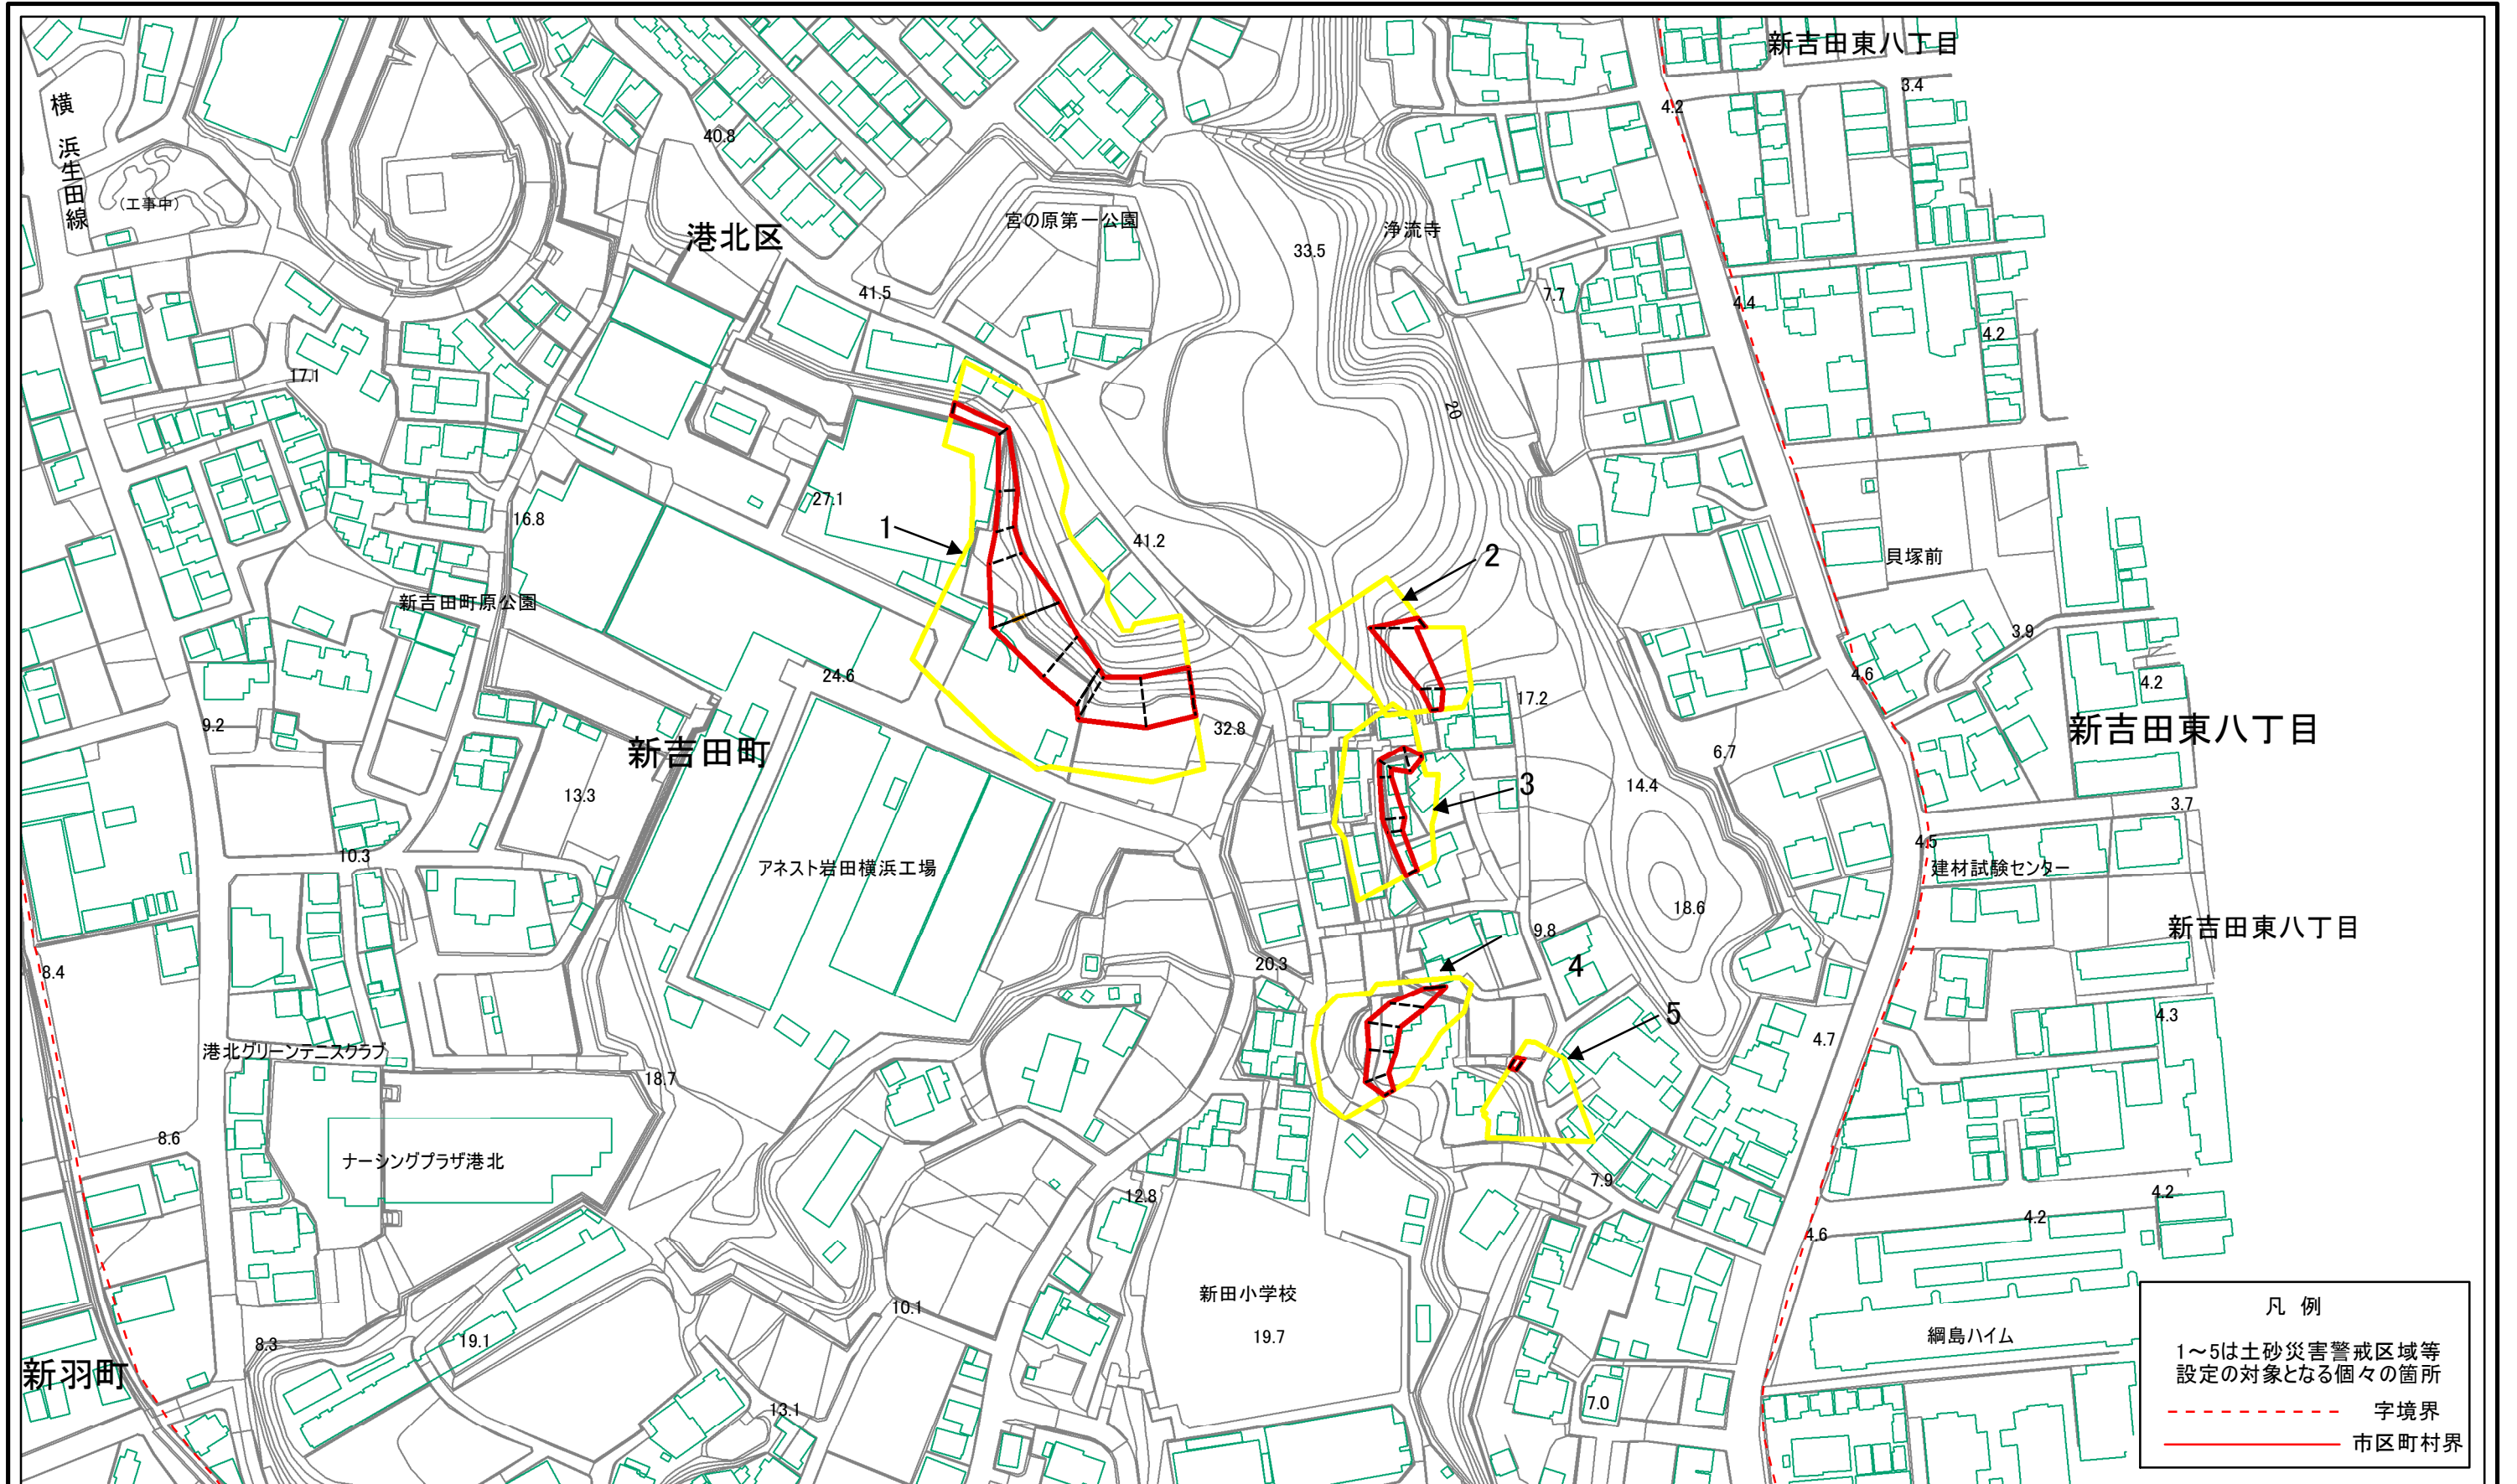 新吉田東八丁目
3.4
4.2
横浜生田線
40.8
(工事中)
宮の原第一公園
港北区
浄流寺
33.5
41.5
7.7
4.4
4.2
17.1
20
27.1
16.8
1
41.2
2
貝塚前
新吉田町原公園
3.9
24.6
4.6
4.2
17.2
9.2
32.8
新吉田東八丁目
新吉田町
6.7
13.3
3
14.4
3.7
4.5
10.3
アネスト岩田横浜工場
建材試験センター
18.6
9.8
新吉田東八丁目
8.4
20.3
4
5
4.3
4.7
港北グリーンテニスクラブ
18.7
8.6
ナーシングプラザ港北
7.9
12.8
4.2
4.2
4.6
新田小学校
10.1
19.7
綱島ハイム
8.3
19.1
新羽町
7.0
13.1
凡 例
1~5は土砂災害警戒区域等
設定の対象となる個々の箇所
字境界
市区町村界